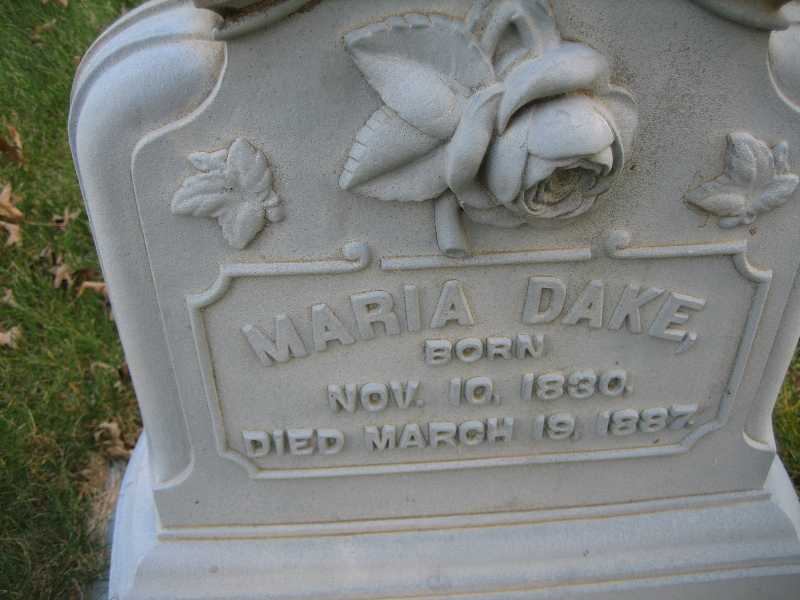 MARIA DAKE,
BORN
NOV. 10, 1830.
DIED MARCH 19, 1887.